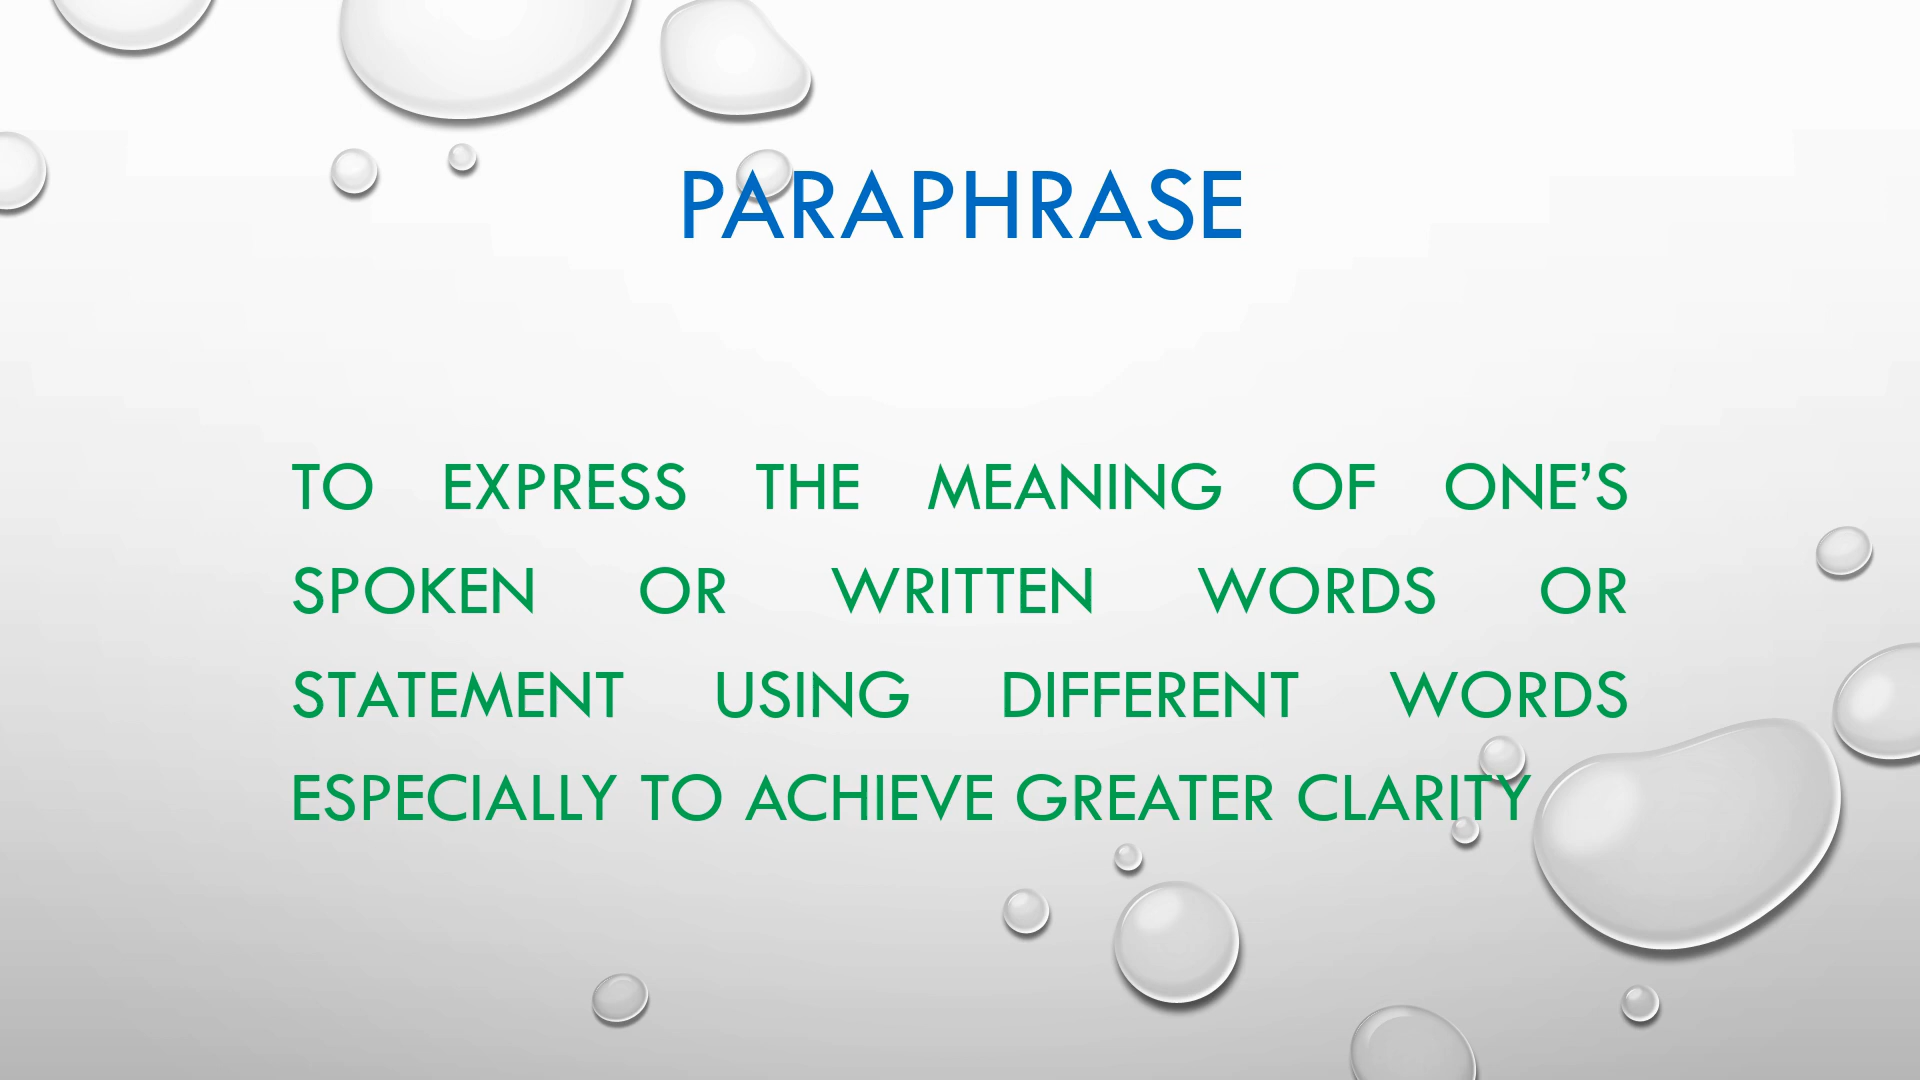 PARAPHRASE
TO EXPRESS THE MEANING OF ONE’S
SPOKEN OR WRITTEN WORDS OR
STATEMENT USING DIFFERENT WORDS
ESPECIALLY TO ACHIEVE GREATER CLARITY